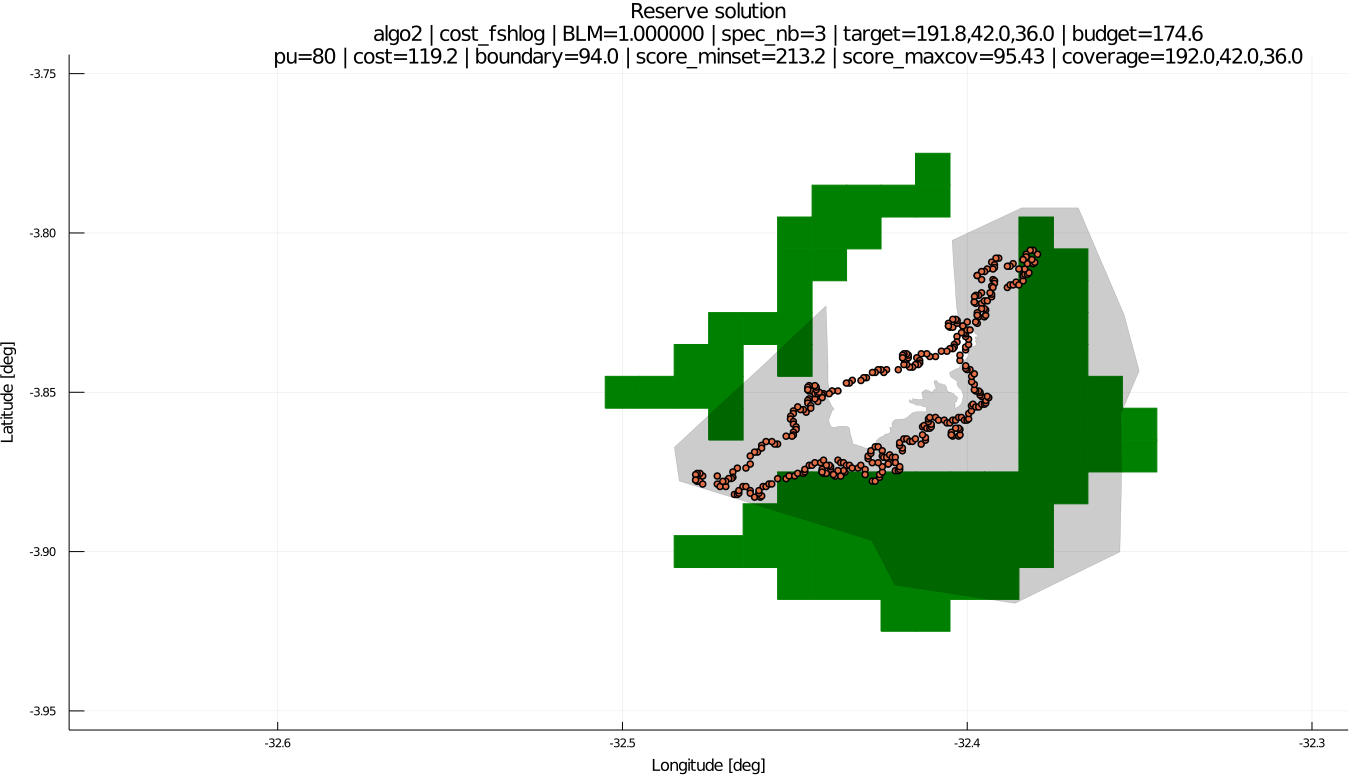 Reserve solution
algo2 | cost_fshlog | BLM=1.000000 | spec_nb=3 | target=191.8,42.0,36.0 | budget=174.6
pu=80 | cost=119.2 | boundary=94.0 | score_minset=213.2 | score_maxcov=95.43 | coverage=192.0,42.0,36.0
-3.75
-3.80
-3.85
-3.90
-3.95
Latitude [deg]
-32.6
-32.5
-32.4
-32.3
Longitude [deg]